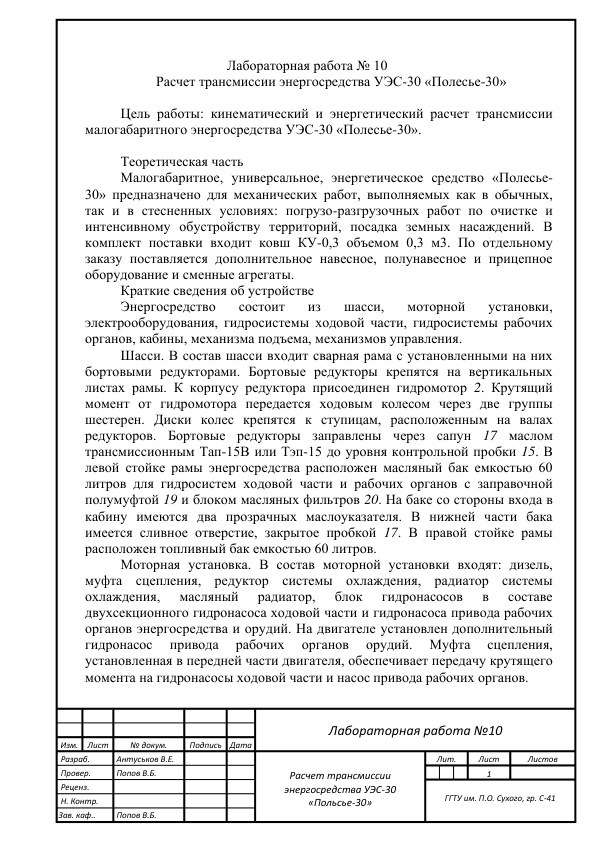 Лабораторная работа № 10
Расчет трансмиссии энергосредства УЭС-30 «Полесье-30»
Цель работы: кинематический и энергетический расчет трансмиссии
малогабаритного энергосредства УЭС-30 «Полесье-30».
Теоретическая часть
Малогабаритное, универсальное, энергетическое средство «Полесье-
30» предназначено для механических работ, выполняемых как в обычных,
так и в стесненных условиях: погрузо-разгрузочных работ по очистке и
интенсивному обустройству территорий, посадка земных насаждений. В
комплект поставки входит ковш КУ-0,3 объемом 0,3 м3. По отдельному
заказу поставляется дополнительное навесное, полунавесное и прицепное
оборудование и сменные агрегаты.
Краткие сведения об устройстве
Энергосредство состоит из шасси, моторной установки,
электрооборудования, гидросистемы ходовой части, гидросистемы рабочих
органов, кабины, механизма подъема, механизмов управления.
Шасси. В состав шасси входит сварная рама с установленными на них
бортовыми редукторами. Бортовые редукторы крепятся на вертикальных
листах рамы. К корпусу редуктора присоединен гидромотор 2. Крутящий
момент от гидромотора передается ходовым колесом через две группы
шестерен. Диски колес крепятся к ступицам, расположенным на валах
редукторов. Бортовые редукторы заправлены через сапун 17 маслом
трансмиссионным Тап-15В или Тэп-15 до уровня контрольной пробки 15. В
левой стойке рамы энергосредства расположен масляный бак емкостью 60
литров для гидросистем ходовой части и рабочих органов с заправочной
полумуфтой 19 и блоком масляных фильтров 20. На баке со стороны входа в
кабину имеются два прозрачных маслоуказателя. В нижней части бака
имеется сливное отверстие, закрытое пробкой 17. В правой стойке рамы
расположен топливный бак емкостью 60 литров.
Моторная установка. В состав моторной установки входят: дизель,
муфта сцепления, редуктор системы охлаждения, радиатор системы
охлаждения, масляный радиатор, блок гидронасосов в составе
двухсекционного гидронасоса ходовой части и гидронасоса привода рабочих
органов энергосредства и орудий. На двигателе установлен дополнительный
гидронасос привода рабочих органов орудий. Муфта сцепления,
установленная в передней части двигателя, обеспечивает передачу крутящего
момента на гидронасосы ходовой части и насос привода рабочих органов.
Лабораторная работа №10
Изм. Лист № докум. Подпись Дата
Разраб. Антуськов В.Е.
Провер. Попов В.Б.
Реценз.
Н. Контр.
Зав. каф.. Попов В.Б.
Расчет трансмиссии
энергосредства УЭС-30
«Польсье-30»
Лит. Лист Листов
1
ГГТУ им. П.О. Сухого, гр. С-41